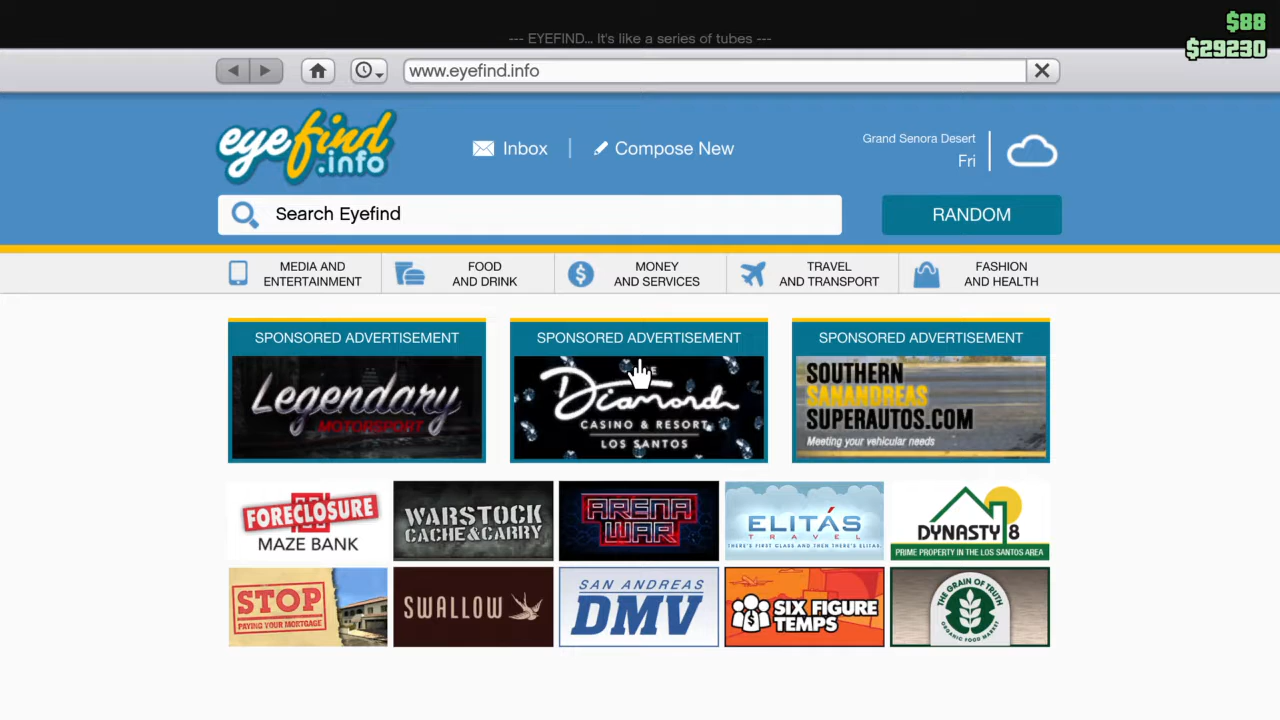 $88
--- EYEFIND... It's like a series of tubes ---
$29230
www.eyefind.info
eyefind
.info
Inbox
Compose New
Grand Senora Desert
Fri
Search Eyefind
RANDOM
MEDIA AND
ENTERTAINMENT
FOOD
AND DRINK
MONEY
AND SERVICES
TRAVEL
AND TRANSPORT
FASHION
AND HEALTH
SPONSORED ADVERTISEMENT
Legendary
MOTORSPORT
SPONSORED ADVERTISEMENT
Diamond
CASINO & RESORT
LOS SANTOS
SPONSORED ADVERTISEMENT
SOUTHERN
SANANDREAS
SUPERAUTOS.COM
Meeting your vehicular needs
FORECLOSURE
MAZE BANK
WARSTOCK
CACHE&CARRY
ARENA
WAR
ELITÁS
TRAVEL
THERE'S FIRST CLASS AND THEN THERE'S ELITAS.
DYNASTY 8
PRIME PROPERTY IN THE LOS SANTOS AREA
STOP
PAYING YOUR MORTGAGE
SWALLOW
SAN ANDREAS
DMV
SIX FIGURE
TEMPS
THE GRAIN OF TRUTH
ORGANIC FOOD MARKET